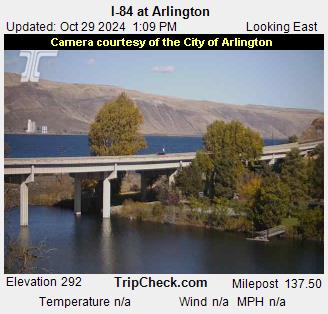 I-84 at Arlington
Updated: Oct 29 2024 1:09 PM Looking East
Camera courtesy of the City of Arlington
Elevation 292 TripCheck.com Milepost 137.50
Temperature n/a Wind n/a MPH n/a